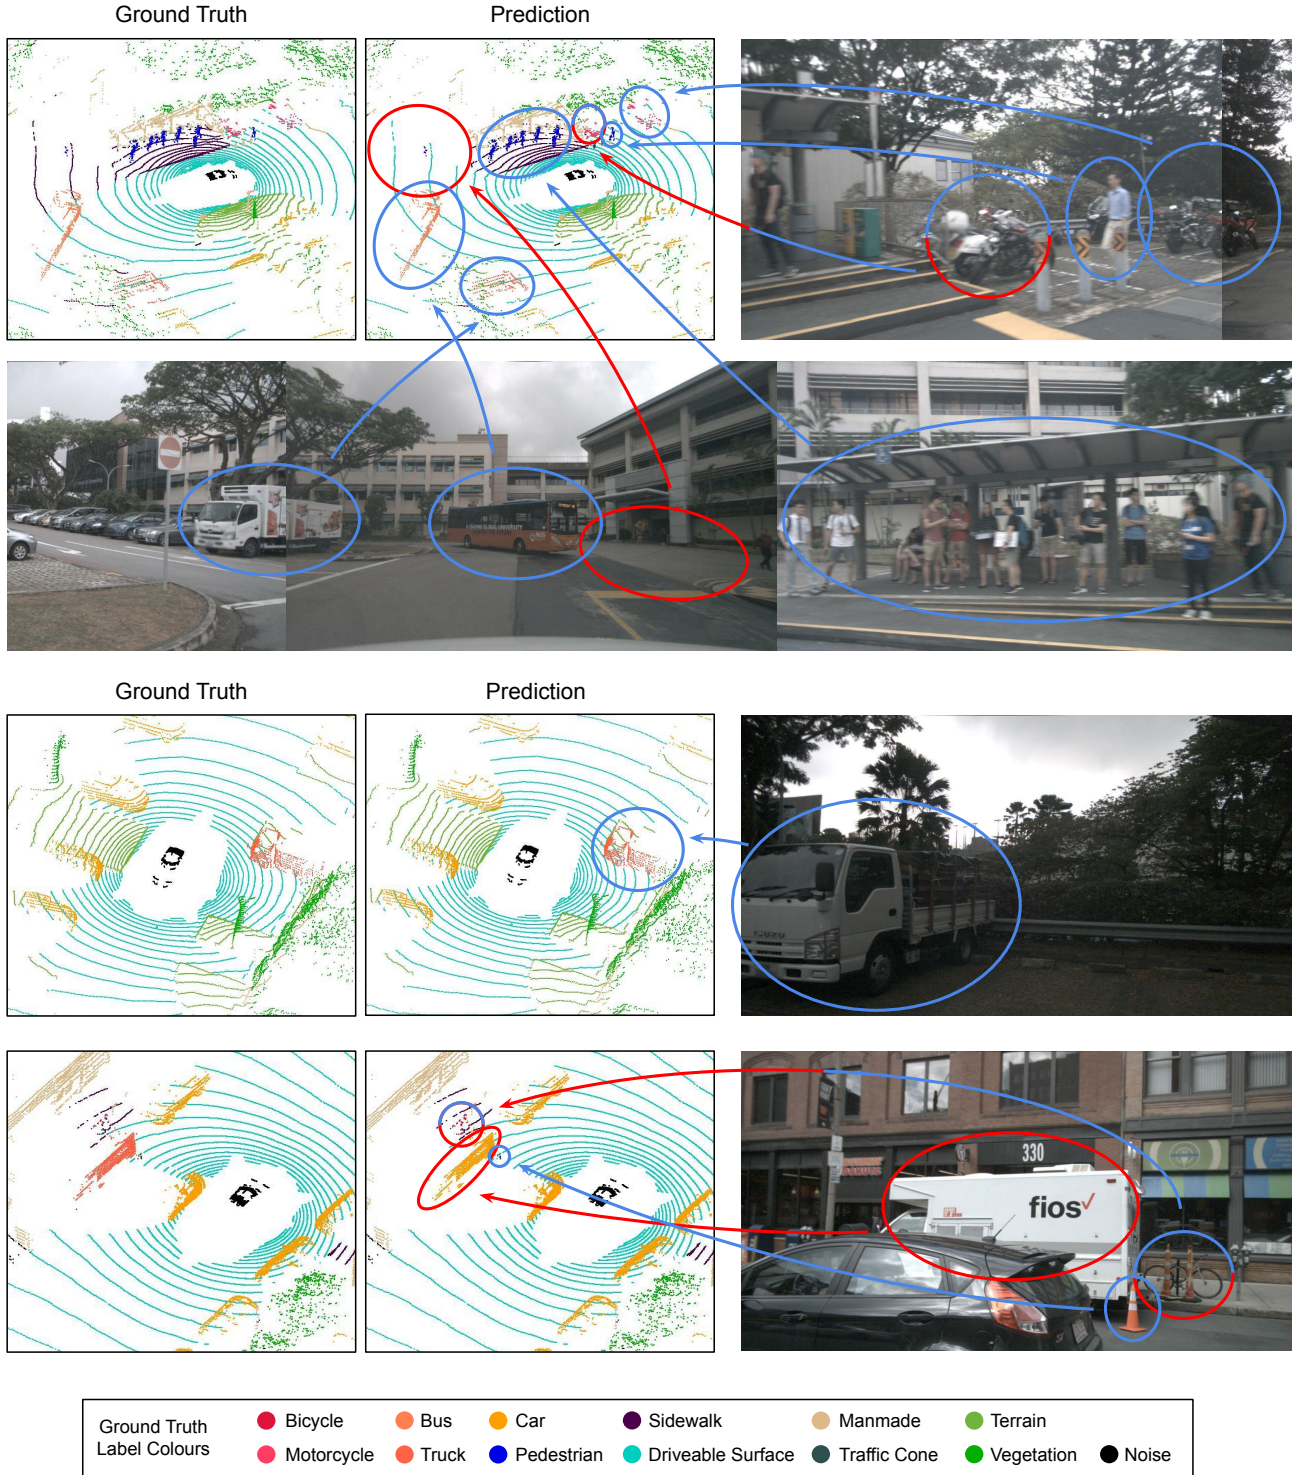 Ground Truth
Prediction
Ground Truth
Prediction
330
fios
Ground Truth
Label Colours
Bicycle
Bus
Car
Sidewalk
Manmade
Terrain
Motorcycle
Truck
Pedestrian
Driveable Surface
Traffic Cone
Vegetation
Noise